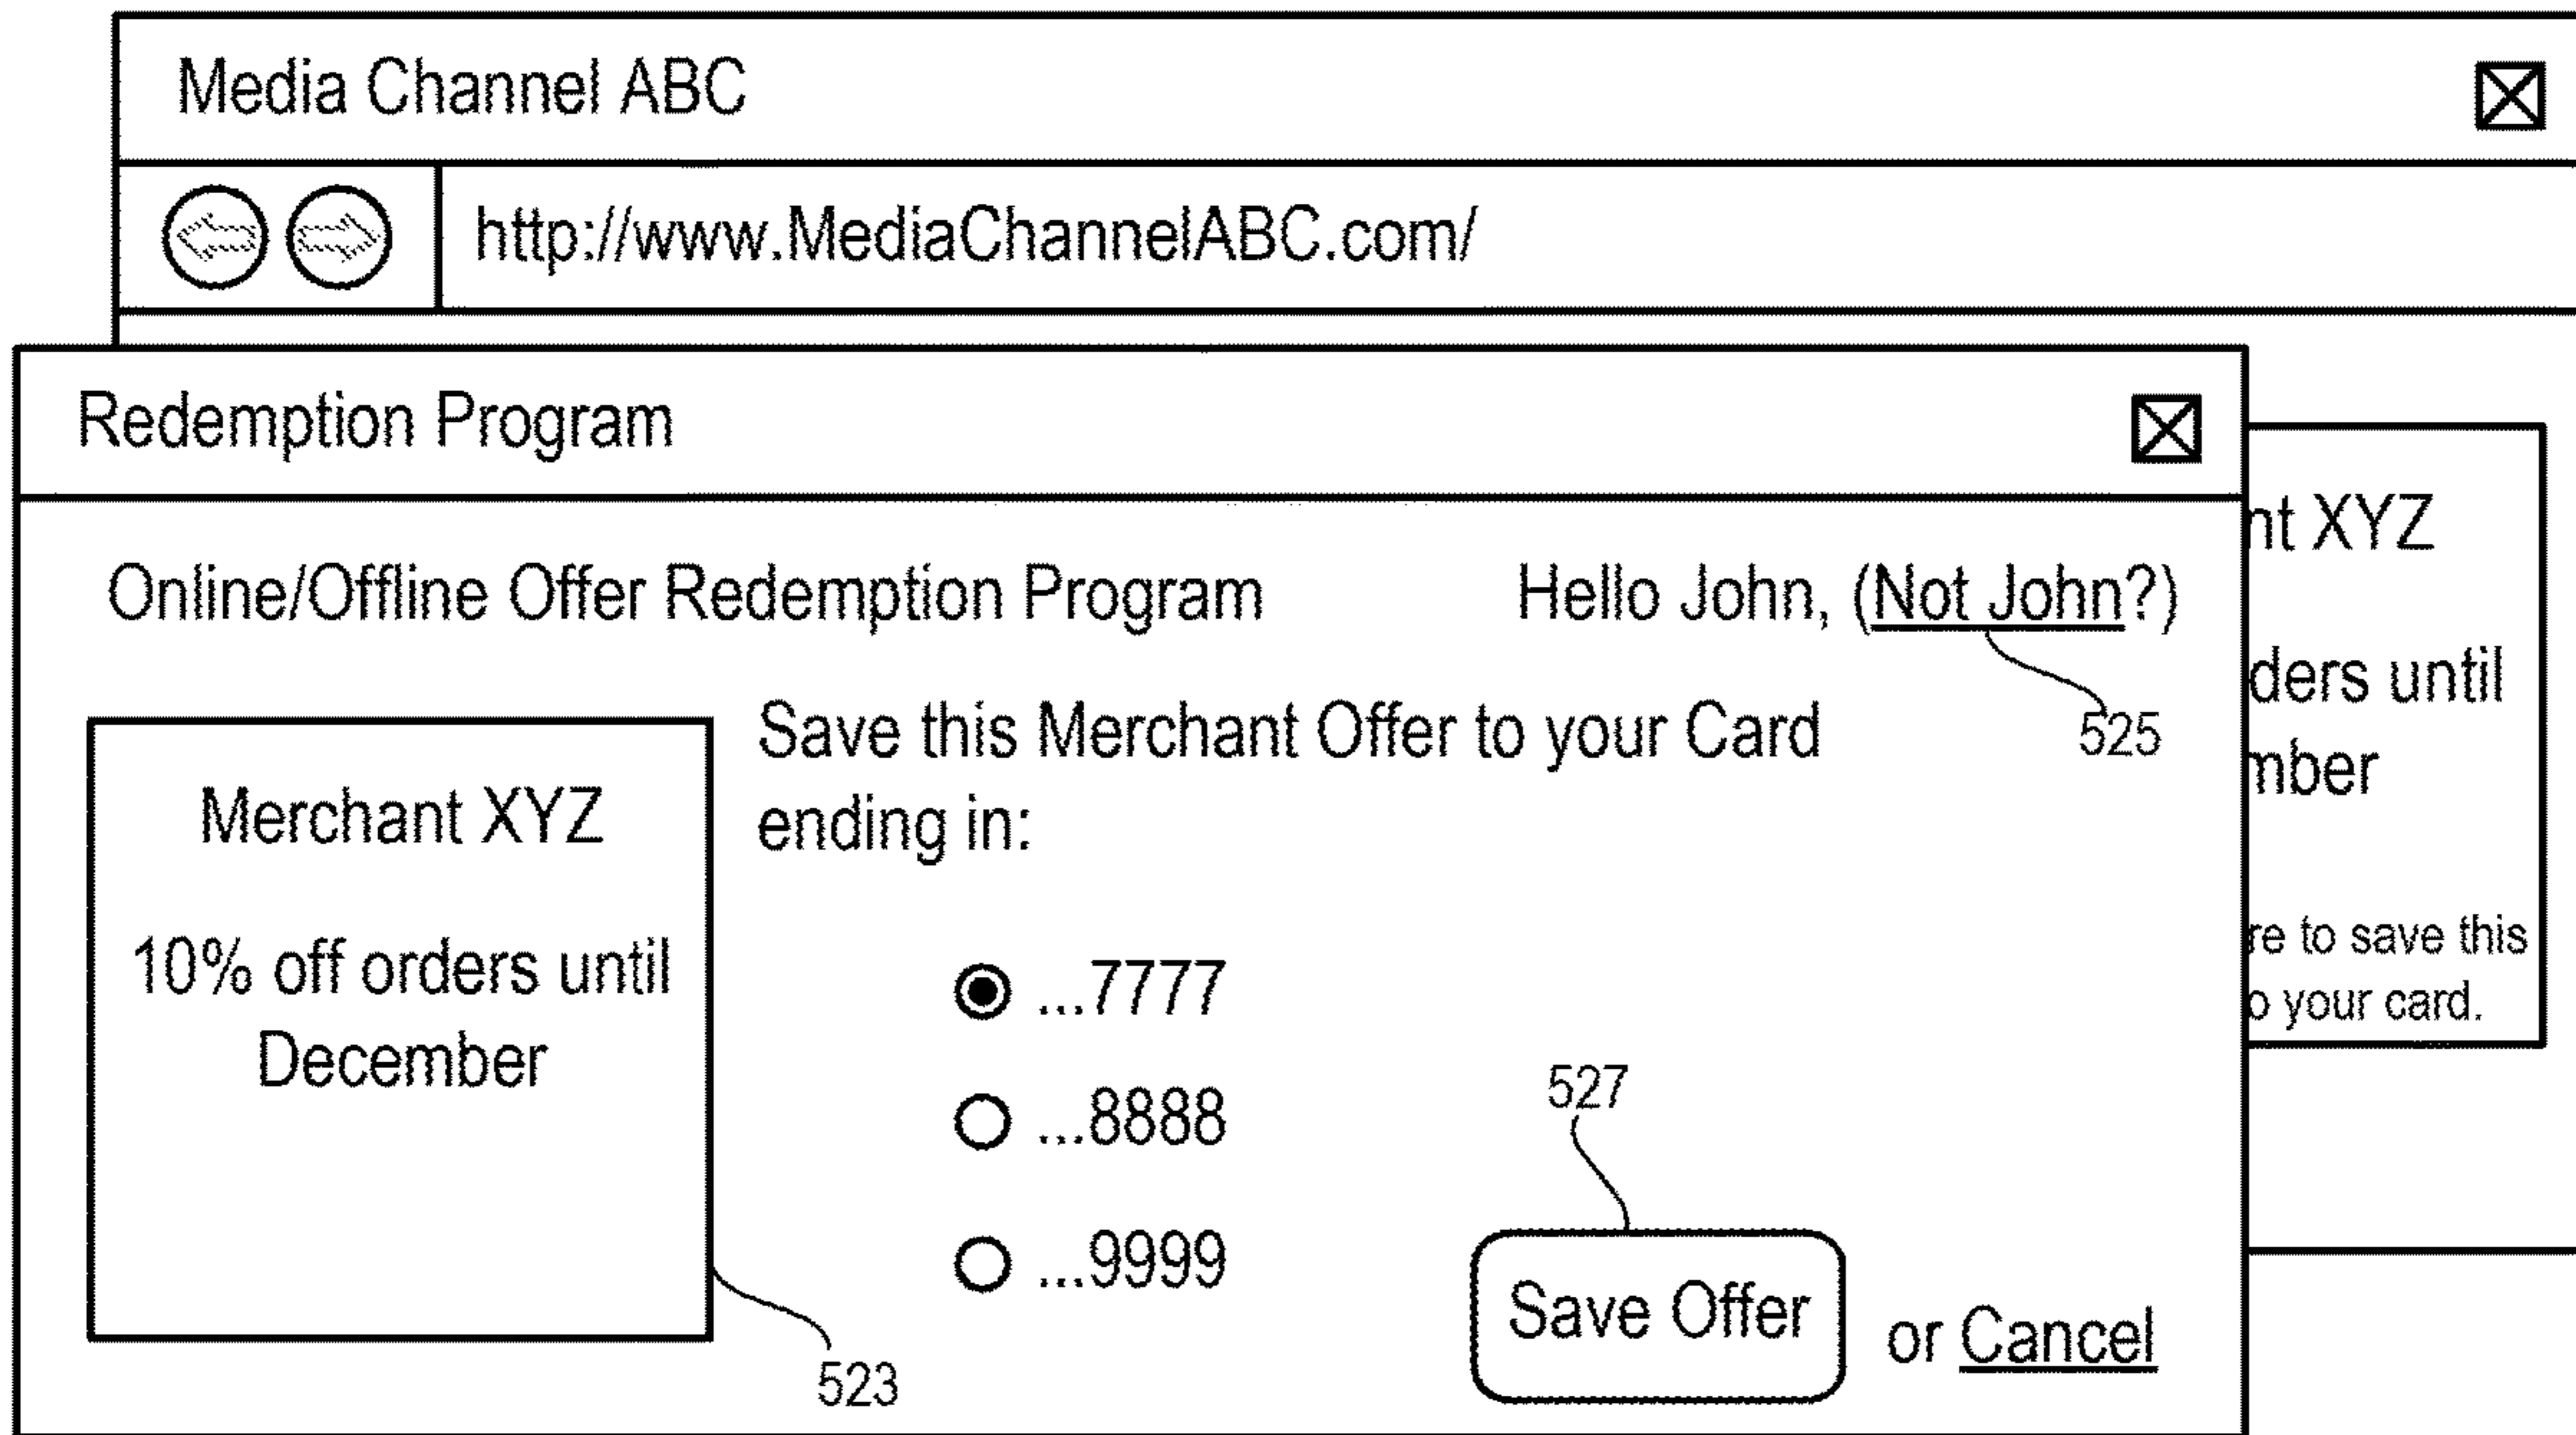 Media Channel ABC
http://www.MediaChannelABC.com/
Redemption Program
Online/Offline Offer Redemption Program
Hello John, (Not John?)
525
Save this Merchant Offer to your Card
ending in:
Merchant XYZ
10% off orders until
December
523
...7777
...8888
...9999
527
Save Offer
or Cancel
nt XYZ
ders until
mber
re to save this
o your card.